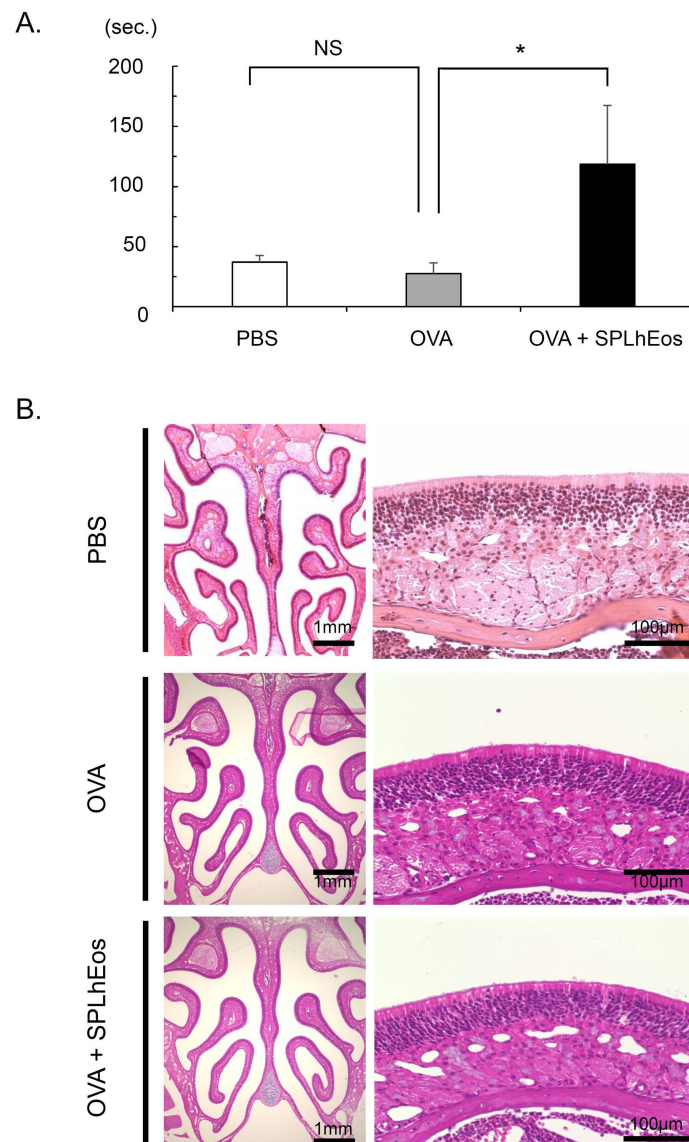 A.
(sec.)
NS
*
200
150
100
50
0
PBS
OVA
OVA + SPLhEos
B.
PBS
1mm
100μm
OVA
1mm
100μm
OVA + SPLhEos
1mm
100μm